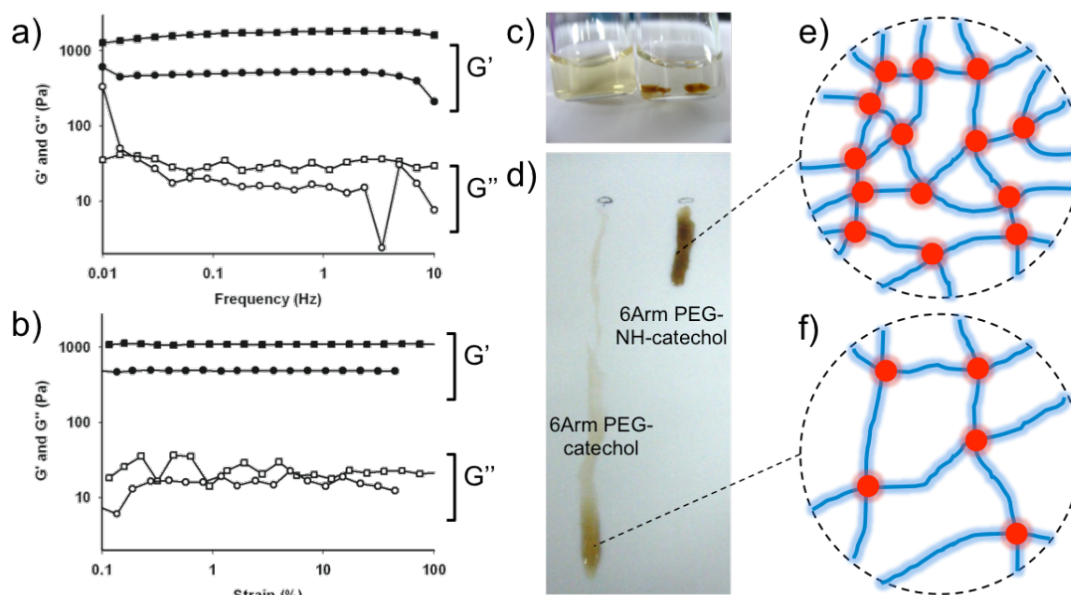 a)
G' and G'' (Pa)
1000
100
10
0.01
0.1
1
10
Frequency (Hz)
G'
G''
b)
G' and G'' (Pa)
1000
100
10
0.1
1
10
100
Strain (%)
G'
G''
c)
d)
6Arm PEG-
NH-catechol
6Arm PEG-
catechol
e)
f)